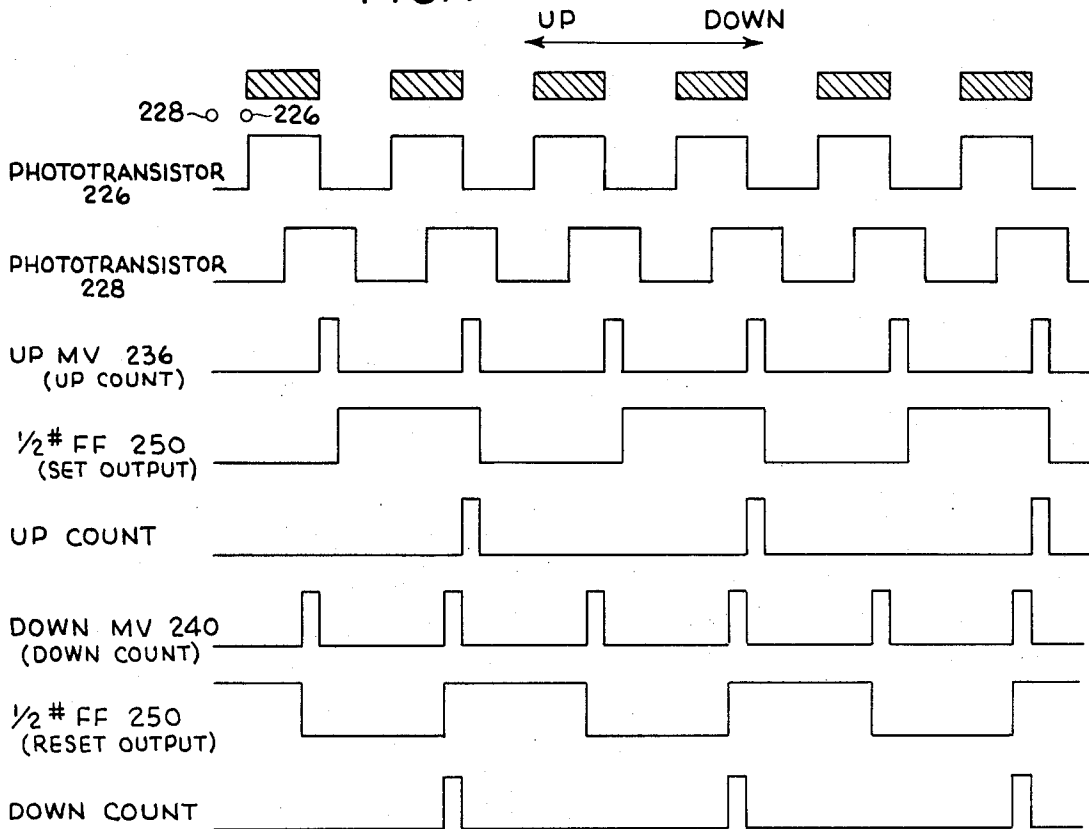 UP DOWN
228 226
PHOTOTRANSISTOR
226
PHOTOTRANSISTOR
228
UP MV 236
(UP COUNT)
1/2# FF 250
(SET OUTPUT)
UP COUNT
DOWN MV 240
(DOWN COUNT)
1/2# FF 250
(RESET OUTPUT)
DOWN COUNT